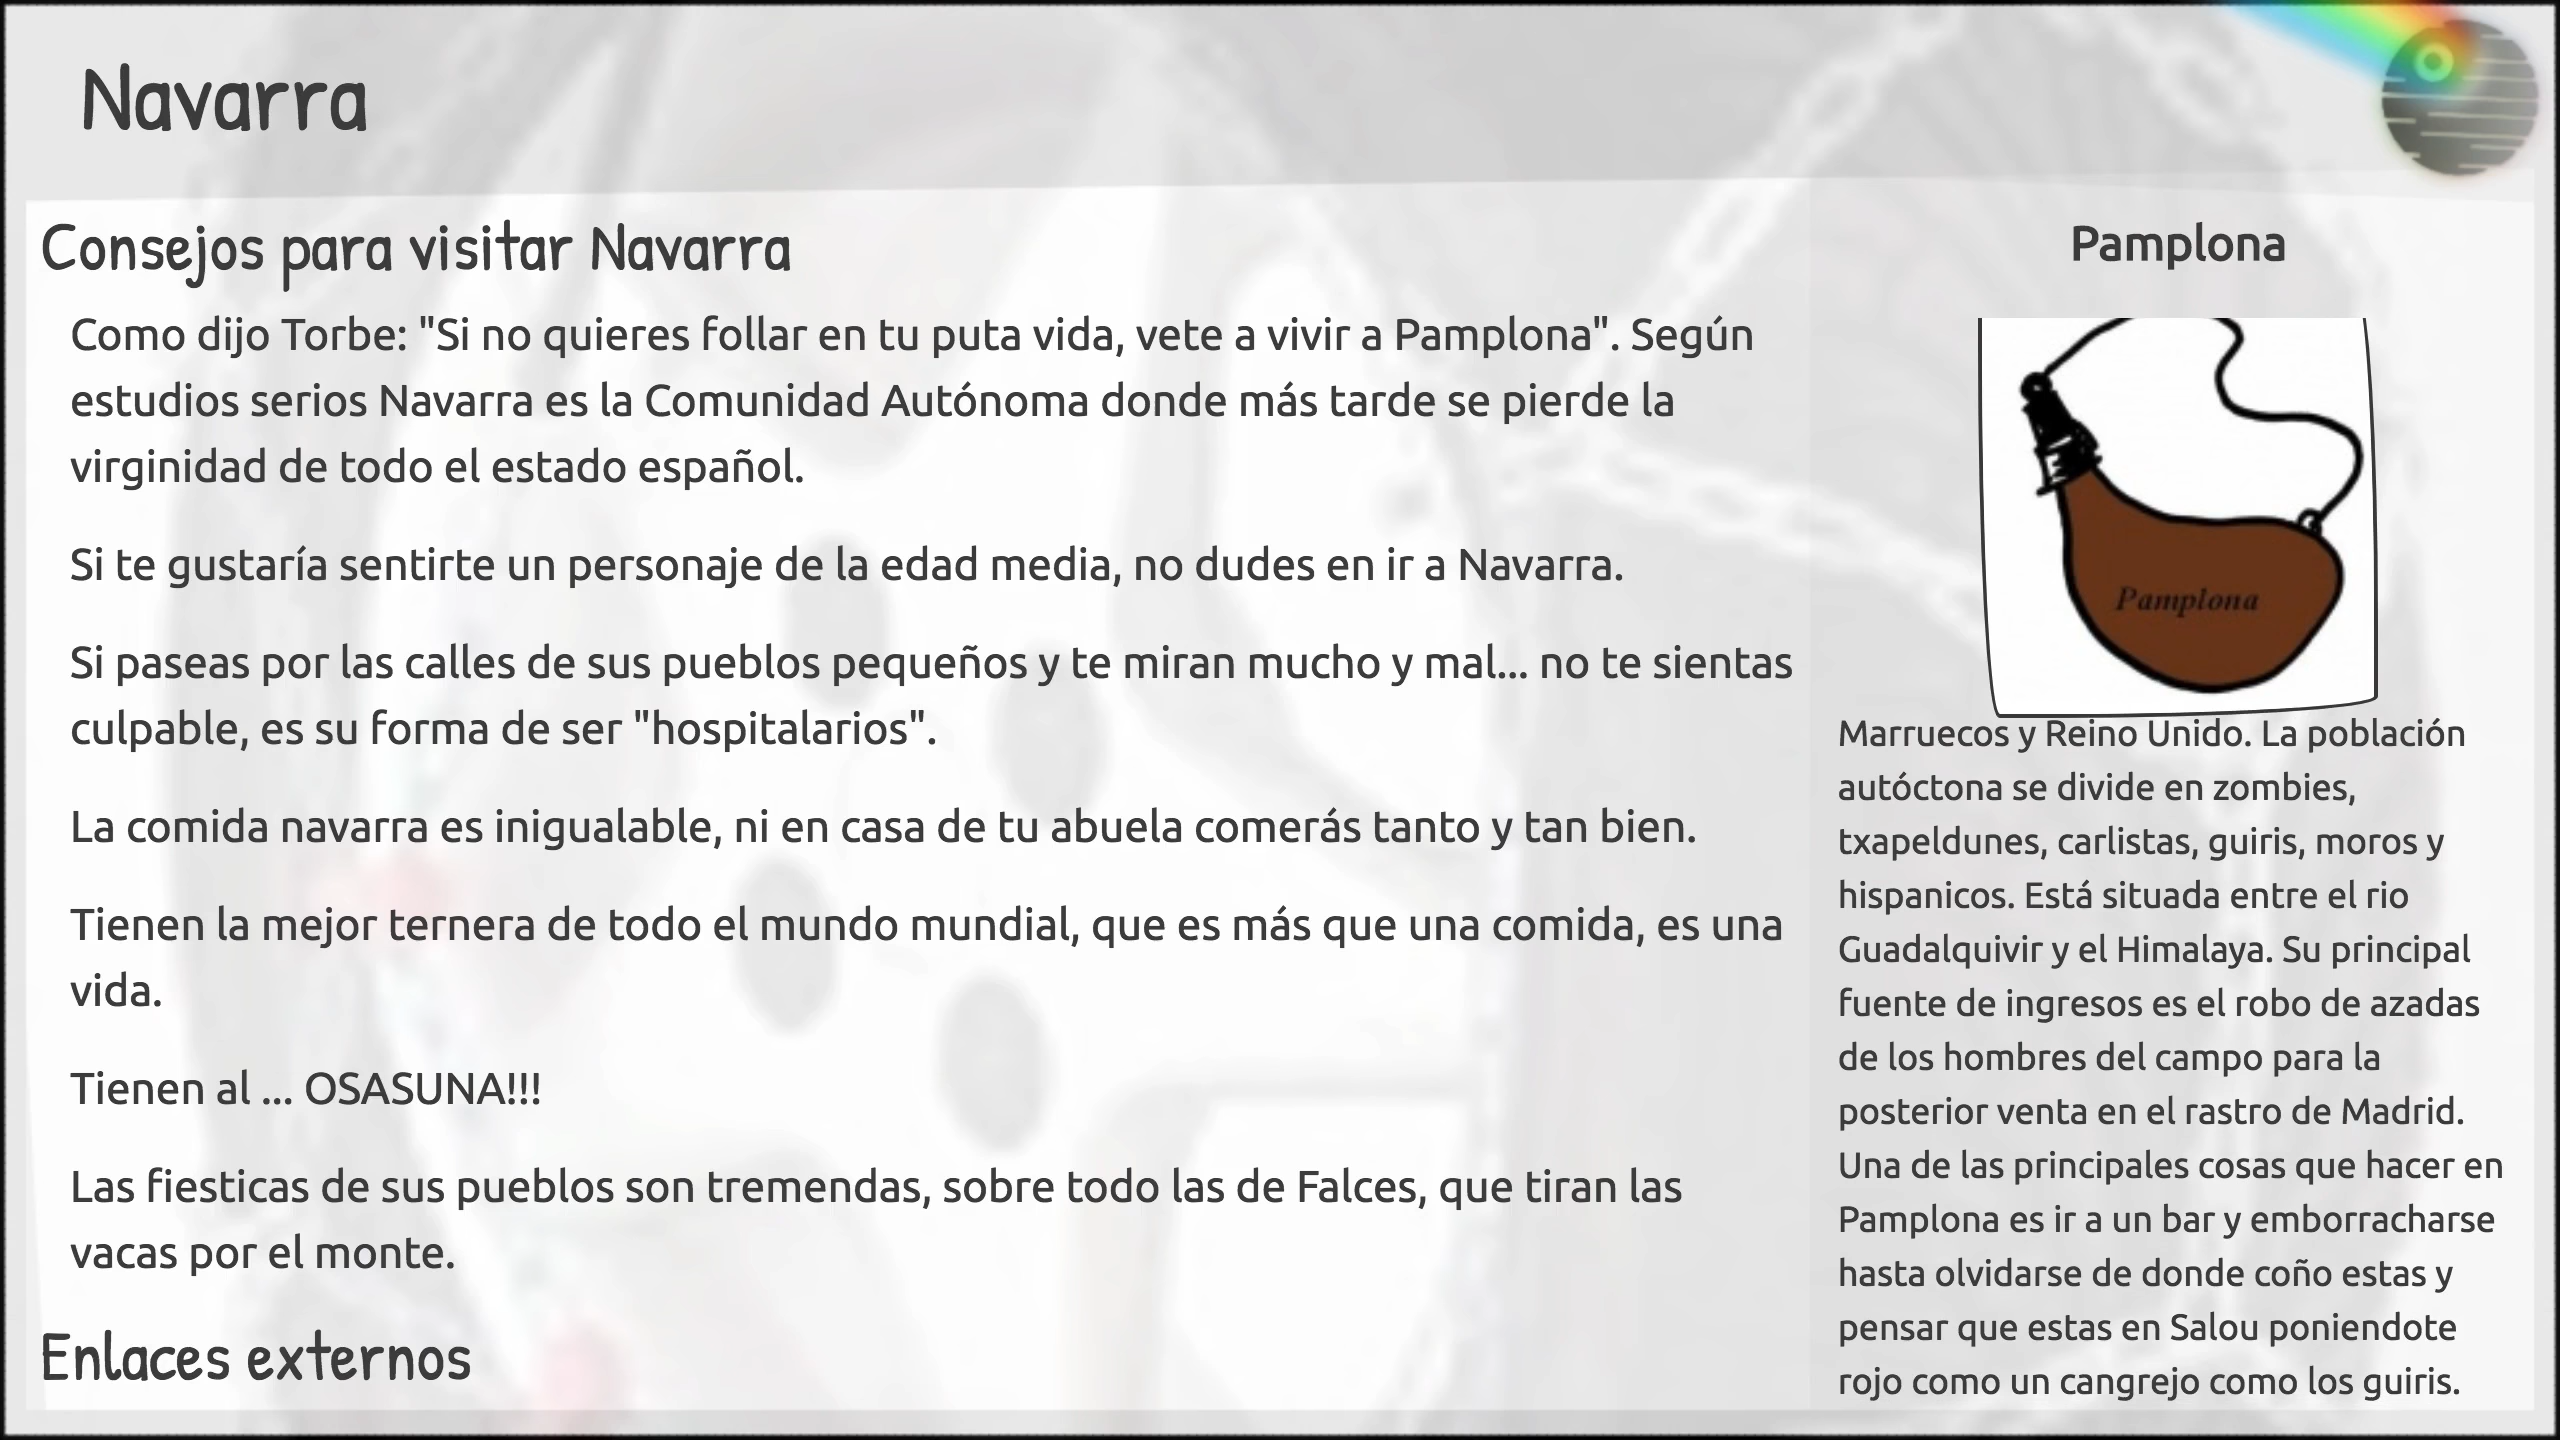 Navarra
Consejos para visitar Navarra
Como dijo Torbe: "Si no quieres follar en tu puta vida, vete a vivir a Pamplona". Según
estudios serios Navarra es la Comunidad Autónoma donde más tarde se pierde la
virginidad de todo el estado español.
Si te gustaría sentirte un personaje de la edad media, no dudes en ir a Navarra.
Si paseas por las calles de sus pueblos pequeños y te miran mucho y mal... no te sientas
culpable, es su forma de ser "hospitalarios".
La comida navarra es inigualable, ni en casa de tu abuela comerás tanto y tan bien.
Tienen la mejor ternera de todo el mundo mundial, que es más que una comida, es una
vida.
Tienen al ... OSASUNA!!!
Las fiesticas de sus pueblos son tremendas, sobre todo las de Falces, que tiran las
vacas por el monte.
Enlaces externos
Pamplona
Pamplona
Marruecos y Reino Unido. La población
autóctona se divide en zombies,
txapeldunes, carlistas, guiris, moros y
hispanicos. Está situada entre el rio
Guadalquivir y el Himalaya. Su principal
fuente de ingresos es el robo de azadas
de los hombres del campo para la
posterior venta en el rastro de Madrid.
Una de las principales cosas que hacer en
Pamplona es ir a un bar y emborracharse
hasta olvidarse de donde coño estas y
pensar que estas en Salou poniendote
rojo como un cangrejo como los guiris.